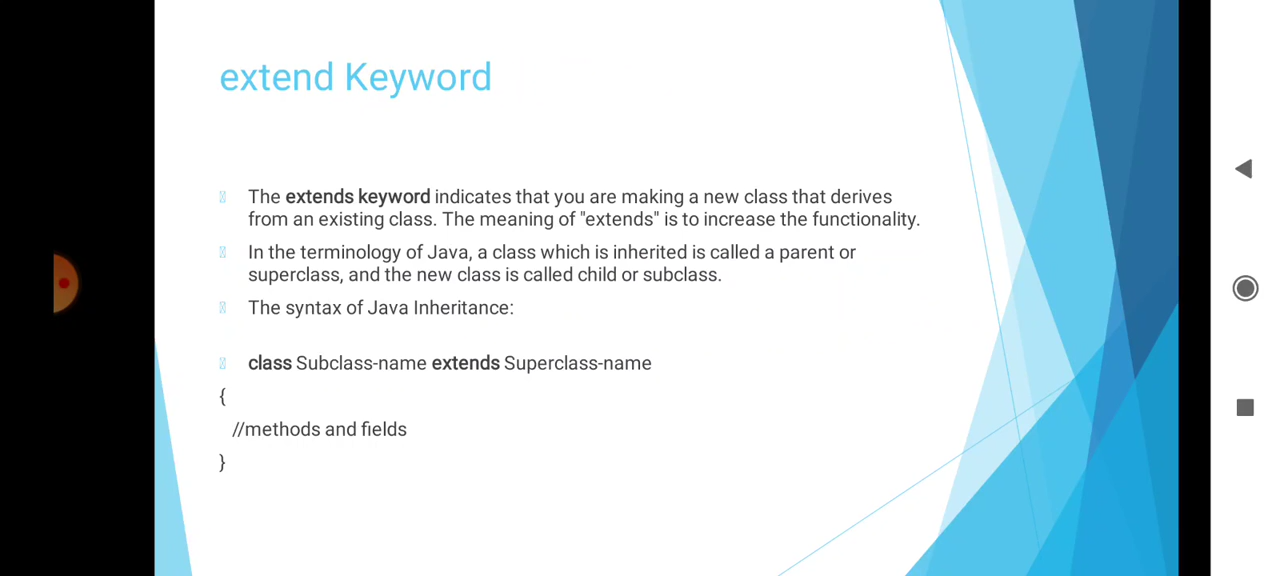 extend Keyword
The extends keyword indicates that you are making a new class that derives
from an existing class. The meaning of "extends" is to increase the functionality.
In the terminology of Java, a class which is inherited is called a parent or
superclass, and the new class is called child or subclass.
The syntax of Java Inheritance:
class Subclass-name extends Superclass-name
{
//methods and fields
}